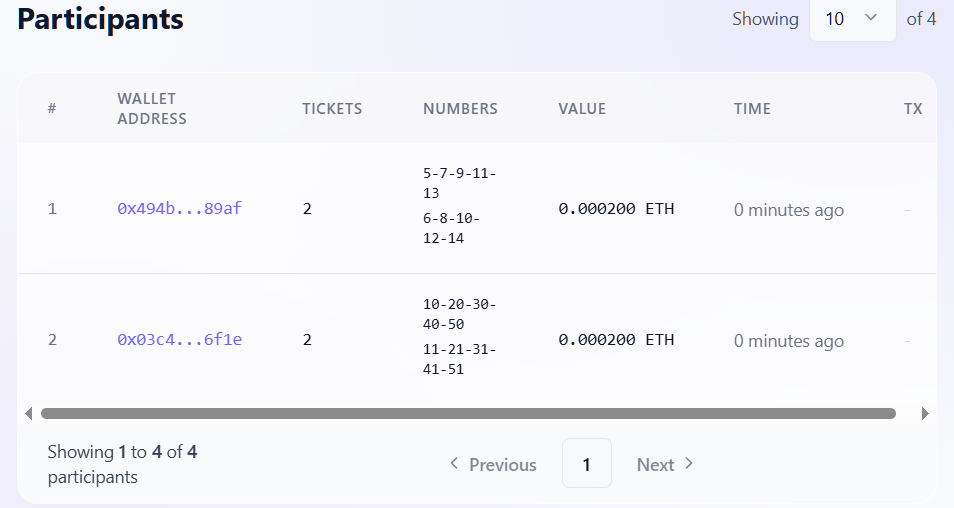 Participants
Showing 10 of 4
# WALLET ADDRESS TICKETS NUMBERS VALUE TIME TX
1 0x494b...89af 2 5-7-9-11-13 0.000200 ETH 0 minutes ago -
6-8-10-12-14
2 0x03c4...6f1e 2 10-20-30-40-50 0.000200 ETH 0 minutes ago -
11-21-31-41-51
Showing 1 to 4 of 4
participants
Previous 1 Next